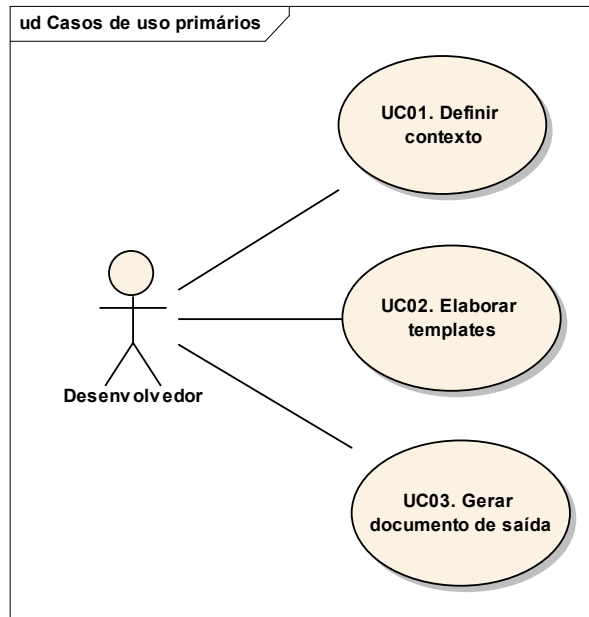 ud Casos de uso primários
UC01. Definir
contexto
UC02. Elaborar
templates
Desenvolvedor
UC03. Gerar
documento de saída